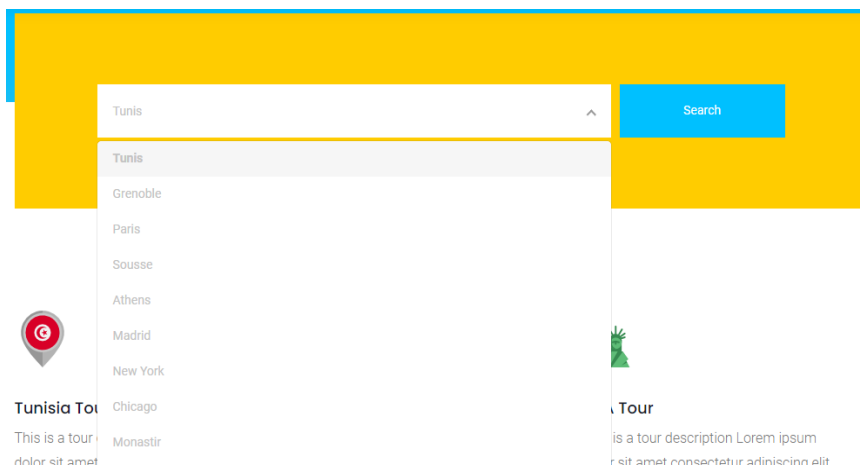 Tunis
Search
Tunis
Grenoble
Paris
Sousse
Athens
Madrid
New York
Chicago
Monastir
Tunisia Tou
This is a tour
dolor sit amet
Tour
is a tour description Lorem ipsum
r sit amet consectetur adipiscing elit